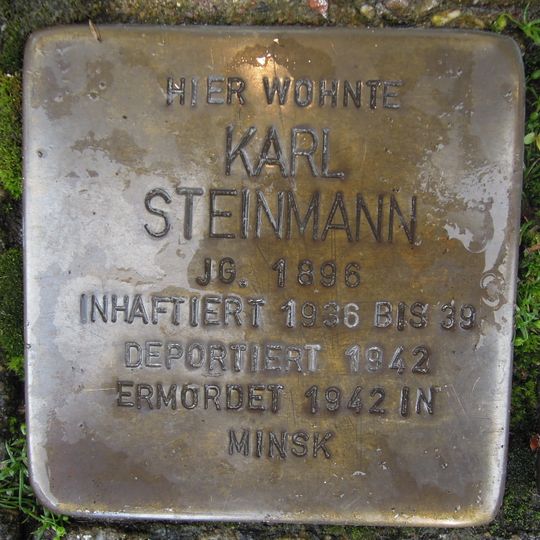 HIER WOHNTE
KARL
STEINMANN
JG. 1896
INHAFTIERT 1936 BIS 39
DEPORTIERT 1942
ERMORDET 1942 IN
MINSK